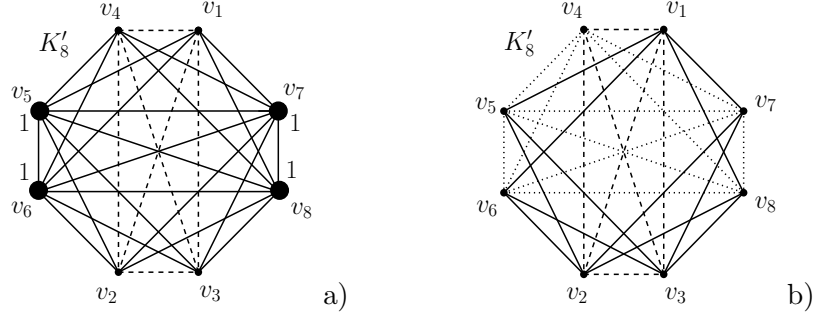 v₄ v₁ v₄ v₁
K′₈ K′₈
v₅ v₇ v₅ v₇
1 1
1 1
v₆ v₈ v₆ v₈
v₂ v₃ v₂ v₃
a) b)